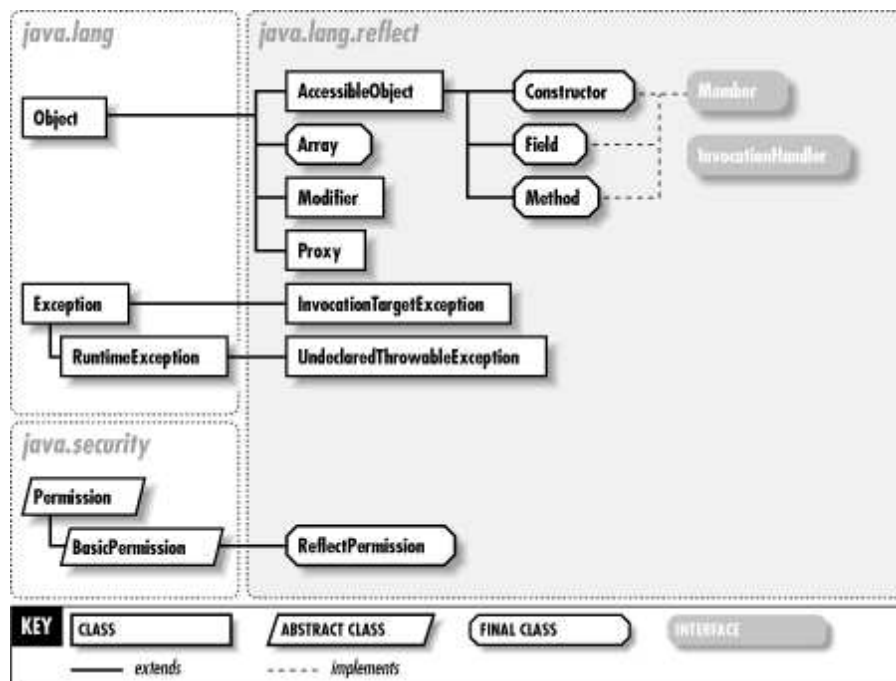 java.lang
java.lang.reflect
AccessibleObject
Constructor
Member
Object
Array
Field
InvocationHandler
Modifier
Method
Proxy
Exception
InvocationTargetException
RuntimeException
UndeclaredThrowableException
java.security
Permission
BasicPermission
ReflectPermission
KEY
CLASS
ABSTRACT CLASS
FINAL CLASS
INTERFACE
extends
implements